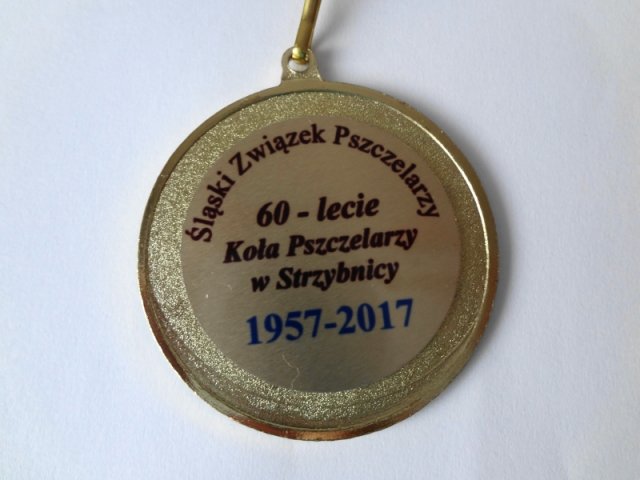 Śląski Związek Pszczelarzy
60 - lecie
Koła Pszczelarzy
w Strzybnicy
1957-2017